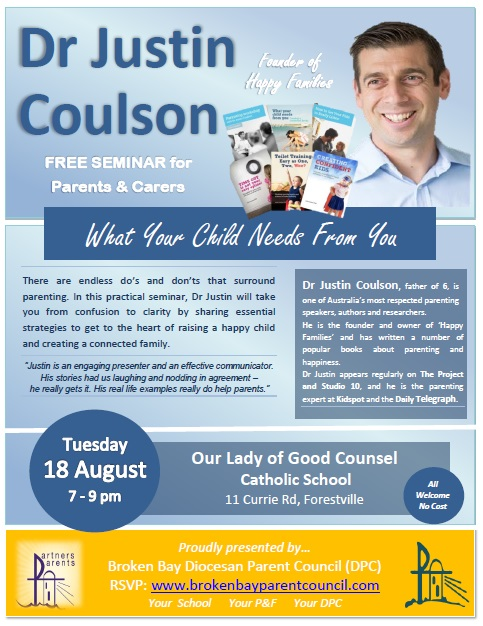 Dr Justin
Coulson
Founder of
Happy Families
FREE SEMINAR for
Parents & Carers
Toilet Training:
Easy as One,
Two, Poo!
What Your Child Needs From You
There are endless do's and don'ts that surround
parenting. In this practical seminar, Dr Justin will take
you from confusion to clarity by sharing essential
strategies to get to the heart of raising a happy child
and creating a connected family.
"Justin is an engaging presenter and an effective communicator.
His stories had us laughing and nodding in agreement –
he really gets it. His real life examples really do help parents."
Dr Justin Coulson, father of 6, is
one of Australia's most respected parenting
speakers, authors and researchers.
He is the founder and owner of 'Happy
Families' and has written a number of
popular books about parenting and
happiness.
Dr Justin appears regularly on The Project
and Studio 10, and he is the parenting
expert at Kidspot and the Daily Telegraph.
Tuesday
18 August
7 - 9 pm
Our Lady of Good Counsel
Catholic School
11 Currie Rd, Forestville
All
Welcome
No Cost
Partners
Parents
Proudly presented by…
Broken Bay Diocesan Parent Council (DPC)
RSVP: www.brokenbayparentcouncil.com
Your School Your P&F Your DPC